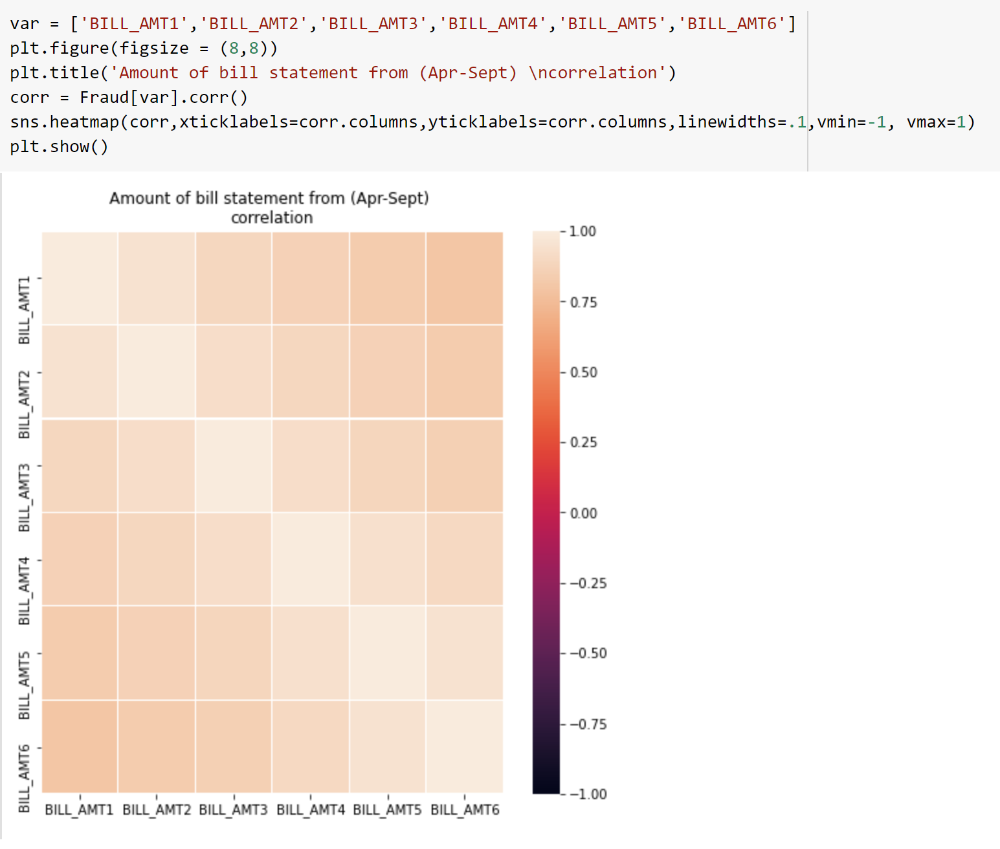 var = ['BILL_AMT1','BILL_AMT2','BILL_AMT3','BILL_AMT4','BILL_AMT5','BILL_AMT6']
plt.figure(figsize = (8,8))
plt.title('Amount of bill statement from (Apr-Sept) \ncorrelation')
corr = Fraud[var].corr()
sns.heatmap(corr,xticklabels=corr.columns,yticklabels=corr.columns,linewidths=.1,vmin=-1, vmax=1)
plt.show()
Amount of bill statement from (Apr-Sept)
correlation
BILL_AMT1
BILL_AMT2
BILL_AMT3
BILL_AMT4
BILL_AMT5
BILL_AMT6
BILL_AMT1 BILL_AMT2 BILL_AMT3 BILL_AMT4 BILL_AMT5 BILL_AMT6
1.00
0.75
0.50
0.25
0.00
−0.25
−0.50
−0.75
−1.00